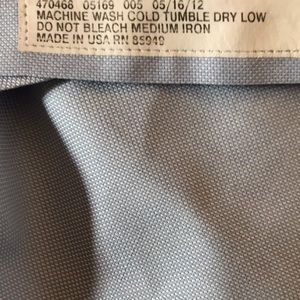 470468 05169 005 05/16/12
MACHINE WASH COLD TUMBLE DRY LOW
DO NOT BLEACH MEDIUM IRON
MADE IN USA RN 85949